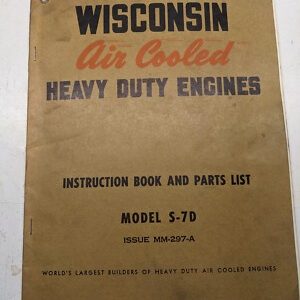 WISCONSIN
Air Cooled
HEAVY DUTY ENGINES
INSTRUCTION BOOK AND PARTS LIST
MODEL S-7D
ISSUE MM-297-A
WORLD'S LARGEST BUILDERS OF HEAVY DUTY AIR COOLED ENGINES